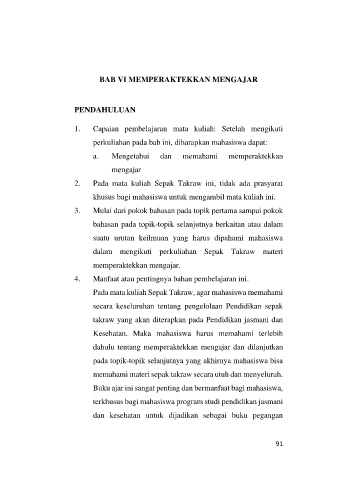 BAB VI MEMPERAKTEKKAN MENGAJAR
PENDAHULUAN
1. Capaian pembelajaran mata kuliah: Setelah mengikuti
perkuliahan pada bab ini, diharapkan mahasiswa dapat:
a. Mengetahui dan memahami memperaktekkan
mengajar
2. Pada mata kuliah Sepak Takraw ini, tidak ada prasyarat
khusus bagi mahasiswa untuk mengambil mata kuliah ini.
3. Mulai dari pokok bahasan pada topik pertama sampai pokok
bahasan pada topik-topik selanjutnya berkaitan atau dalam
suatu urutan keilmuan yang harus dipahami mahasiswa
dalam mengikuti perkuliahan Sepak Takraw materi
memperaktekkan mengajar.
4. Manfaat atau pentingnya bahan pembelajaran ini.
Pada mata kuliah Sepak Takraw, agar mahasiswa memahami
secara keseluruhan tentang pengelolaan Pendidikan sepak
takraw yang akan diterapkan pada Pendidikan jasmani dan
Kesehatan. Maka mahasiswa harus memahami terlebih
dahulu tentang memperaktekkan mengajar dan dilanjutkan
pada topik-topik selanjutnya yang akhirnya mahasiswa bisa
memahami materi sepak takraw secara utuh dan menyeluruh.
Buku ajar ini sangat penting dan bermanfaat bagi mahasiswa,
terkhusus bagi mahasiswa program studi pendidikan jasmani
dan kesehatan untuk dijadikan sebagai buku pegangan
91